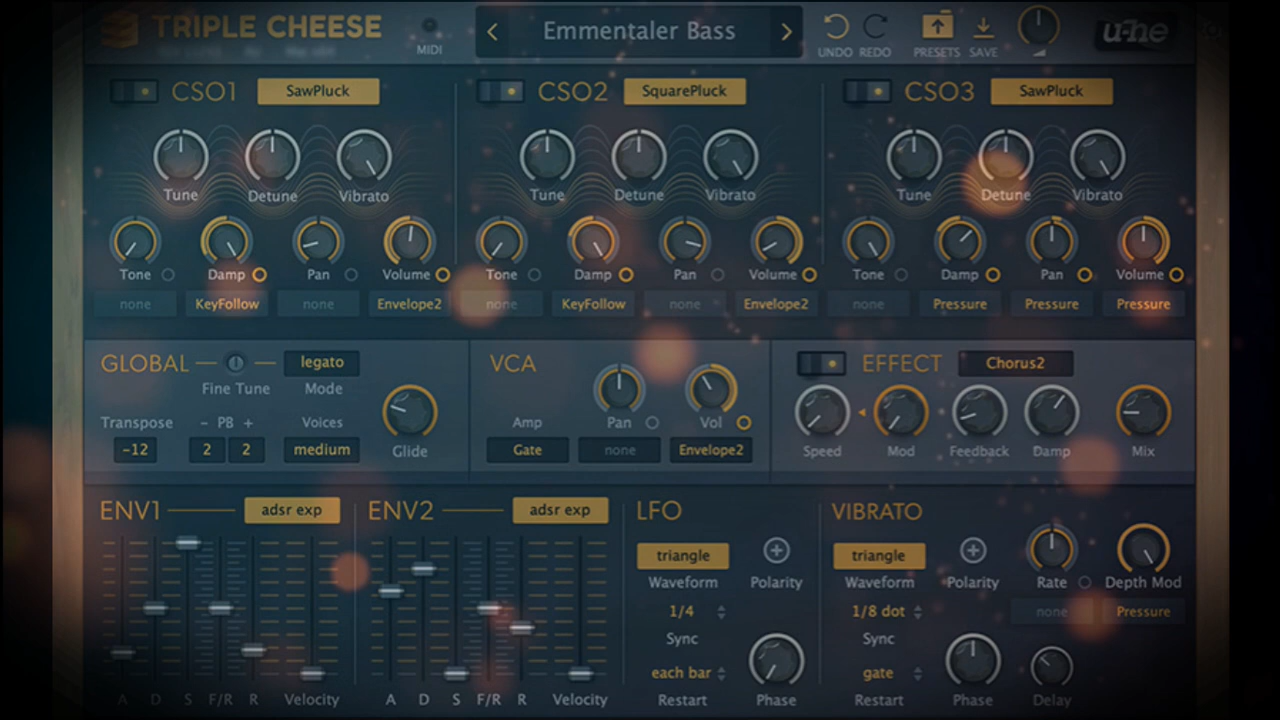 TRIPLE CHEESE
MIDI
Emmentaler Bass
UNDO REDO PRESETS SAVE
u-he
CSO1 SawPluck CSO2 SquarePluck CSO3 SawPluck
Tune Detune Vibrato Tune Detune Vibrato Tune Detune Vibrato
Tone Damp Pan Volume Tone Damp Pan Volume Tone Damp Pan Volume
none KeyFollow none Envelope2 none KeyFollow none Envelope2 none Pressure Pressure Pressure
GLOBAL legato VCA EFFECT Chorus2
Fine Tune Mode
Transpose - PB + Voices Amp Pan Vol
-12 2 2 medium Glide Gate none Envelope2 Speed Mod Feedback Damp Mix
ENV1 adsr exp ENV2 adsr exp LFO VIBRATO
triangle triangle
Waveform Polarity Waveform Polarity Rate Depth Mod
1/4 1/8 dot none Pressure
Sync Sync
each bar gate
A D S F/R R Velocity A D S F/R R Velocity Restart Phase Restart Phase Delay